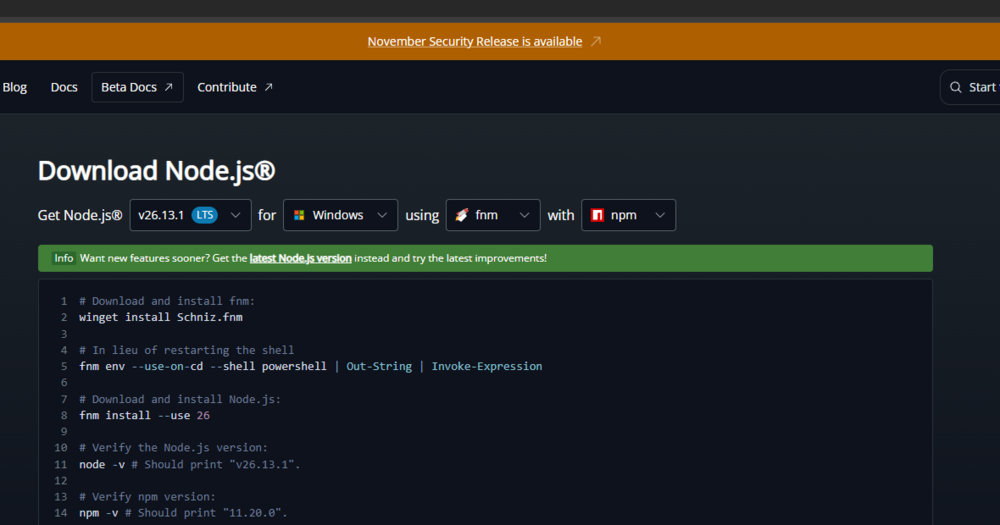 November Security Release is available
Blog Docs Beta Docs Contribute Start
Download Node.js®
Get Node.js® v26.13.1 LTS for Windows using fnm with npm
Info Want new features sooner? Get the latest Node.js version instead and try the latest improvements!
1 # Download and install fnm:
2 winget install Schniz.fnm
3
4 # In lieu of restarting the shell
5 fnm env --use-on-cd --shell powershell | Out-String | Invoke-Expression
6
7 # Download and install Node.js:
8 fnm install --use 26
9
10 # Verify the Node.js version:
11 node -v # Should print "v26.13.1".
12
13 # Verify npm version:
14 npm -v # Should print "11.20.0".